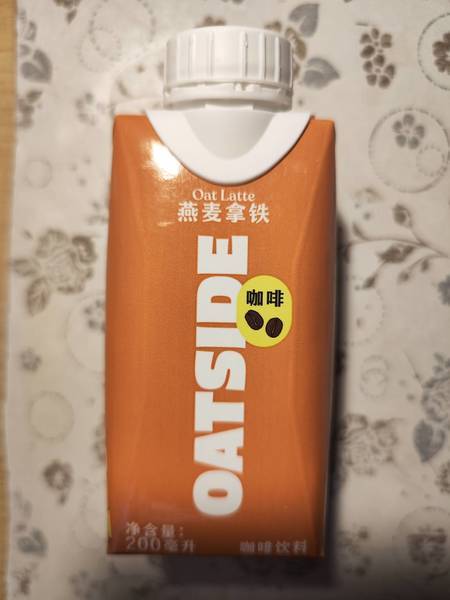 Oat Latte
燕麦拿铁
OATSIDE
咖啡
净含量:
200毫升
咖啡饮料